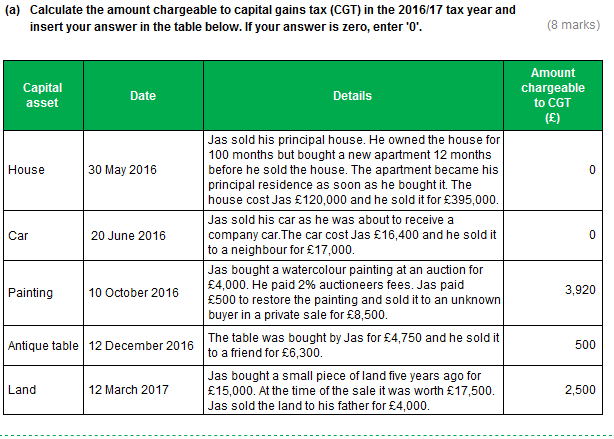 (a) Calculate the amount chargeable to capital gains tax (CGT) in the 2016/17 tax year and
insert your answer in the table below. If your answer is zero, enter '0'.
(8 marks)
Capital
asset
Date
Details
Amount
chargeable
to CGT
(£)
House
30 May 2016
Jas sold his principal house. He owned the house for
100 months but bought a new apartment 12 months
before he sold the house. The apartment became his
principal residence as soon as he bought it. The
house cost Jas £120,000 and he sold it for £395,000.
0
Car
20 June 2016
Jas sold his car as he was about to receive a
company car.The car cost Jas £16,400 and he sold it
to a neighbour for £17,000.
0
Painting
10 October 2016
Jas bought a watercolour painting at an auction for
£4,000. He paid 2% auctioneers fees. Jas paid
£500 to restore the painting and sold it to an unknown
buyer in a private sale for £8,500.
3,920
Antique table
12 December 2016
The table was bought by Jas for £4,750 and he sold it
to a friend for £6,300.
500
Land
12 March 2017
Jas bought a small piece of land five years ago for
£15,000. At the time of the sale it was worth £17,500.
Jas sold the land to his father for £4,000.
2,500